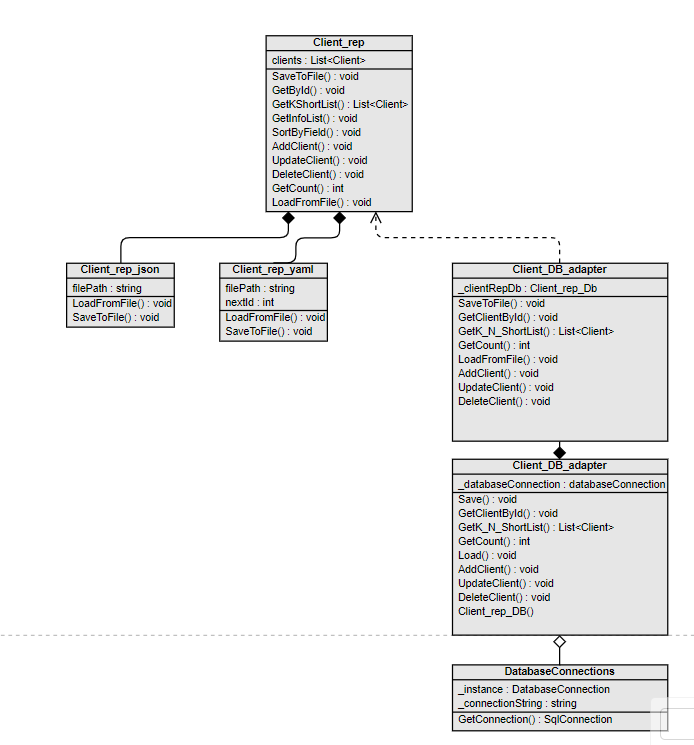 Client_rep
clients : List<Client>
SaveToFile() : void
GetById() : void
GetKShortList() : List<Client>
GetInfoList() : void
SortByField() : void
AddClient() : void
UpdateClient() : void
DeleteClient() : void
GetCount() : int
LoadFromFile() : void
Client_rep_json
filePath : string
LoadFromFile() : void
SaveToFile() : void
Client_rep_yaml
filePath : string
nextId : int
LoadFromFile() : void
SaveToFile() : void
Client_DB_adapter
_clientRepDb : Client_rep_Db
SaveToFile() : void
GetClientById() : void
GetK_N_ShortList() : List<Client>
GetCount() : int
LoadFromFile() : void
AddClient() : void
UpdateClient() : void
DeleteClient() : void
Client_DB_adapter
_databaseConnection : databaseConnection
Save() : void
GetClientById() : void
GetK_N_ShortList() : List<Client>
GetCount() : int
Load() : void
AddClient() : void
UpdateClient() : void
DeleteClient() : void
Client_rep_DB()
DatabaseConnections
_instance : DatabaseConnection
_connectionString : string
GetConnection() : SqlConnection